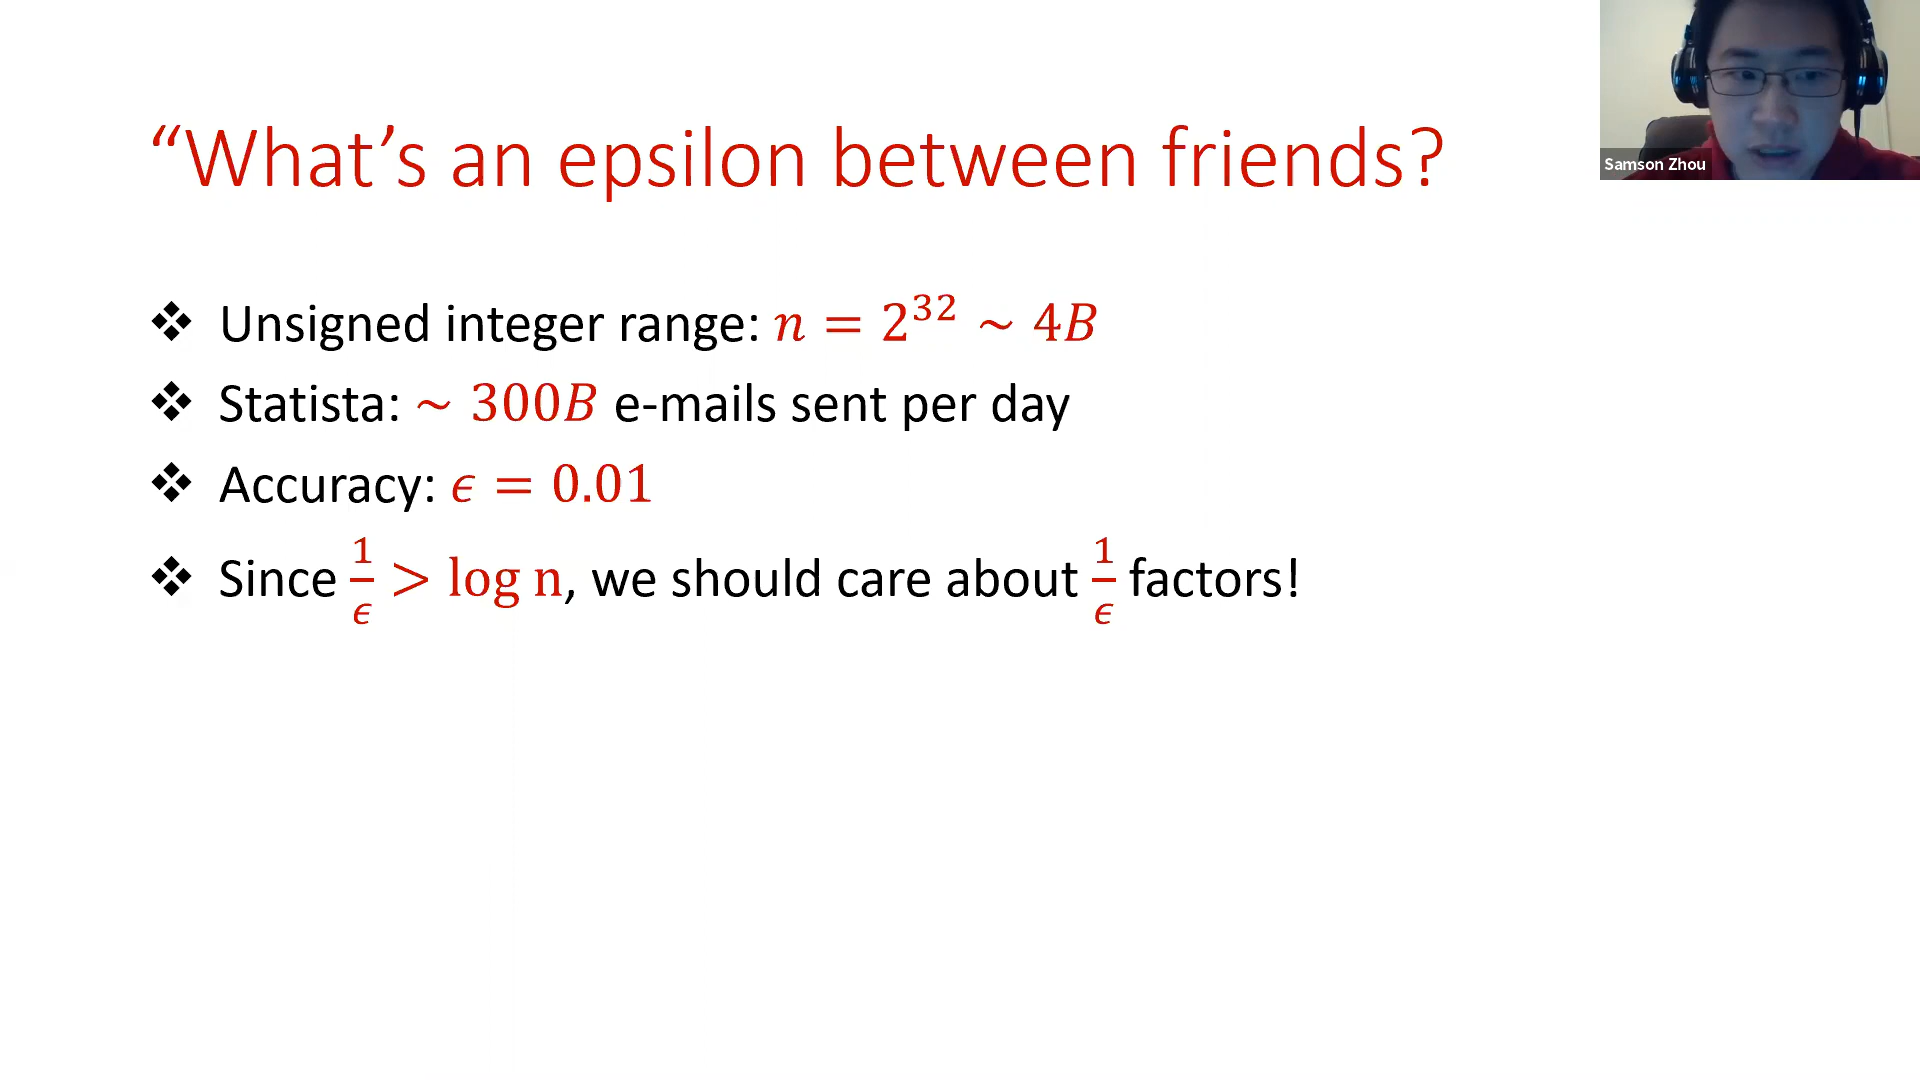 “What’s an epsilon between friends?
Samson Zhou
❖ Unsigned integer range: n = 2^32 ~ 4B
❖ Statista: ~ 300B e-mails sent per day
❖ Accuracy: ϵ = 0.01
❖ Since 1/ϵ > log n, we should care about 1/ϵ factors!